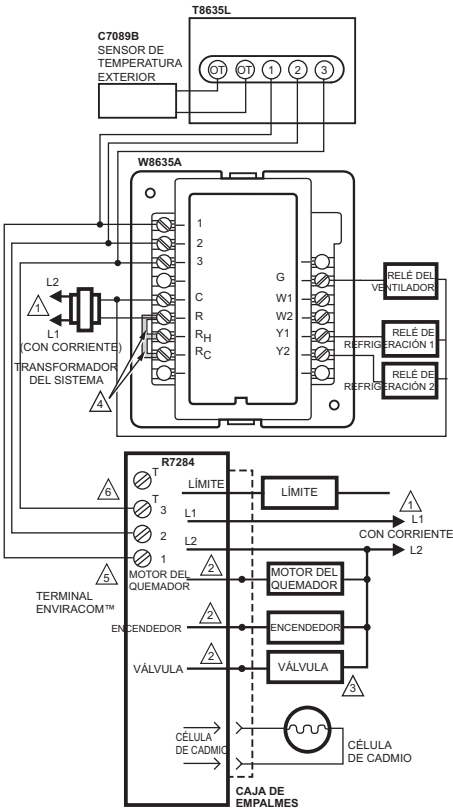 T8635L
C7089B
SENSOR DE
TEMPERATURA
EXTERIOR
OT OT 1 2 3
W8635A
1
2
3
C
R
RH
RC
G
W1
W2
Y1
Y2
L2
1
L1
(CON CORRIENTE)
TRANSFORMADOR
DEL SISTEMA
4
RELÉ DEL
VENTILADOR
RELÉ DE
REFRIGERACIÓN 1
RELÉ DE
REFRIGERACIÓN 2
R7284
T
6
T
3
2
1
5
TERMINAL
ENVIRACOM™
LÍMITE
LÍMITE
L1
1
L1
CON CORRIENTE
L2
L2
MOTOR DEL
QUEMADOR
2
MOTOR DEL
QUEMADOR
ENCENDEDOR
2
ENCENDEDOR
VÁLVULA
2
VÁLVULA
3
CÉLULA
DE CADMIO
CÉLULA
DE CADMIO
CAJA DE
EMPALMES